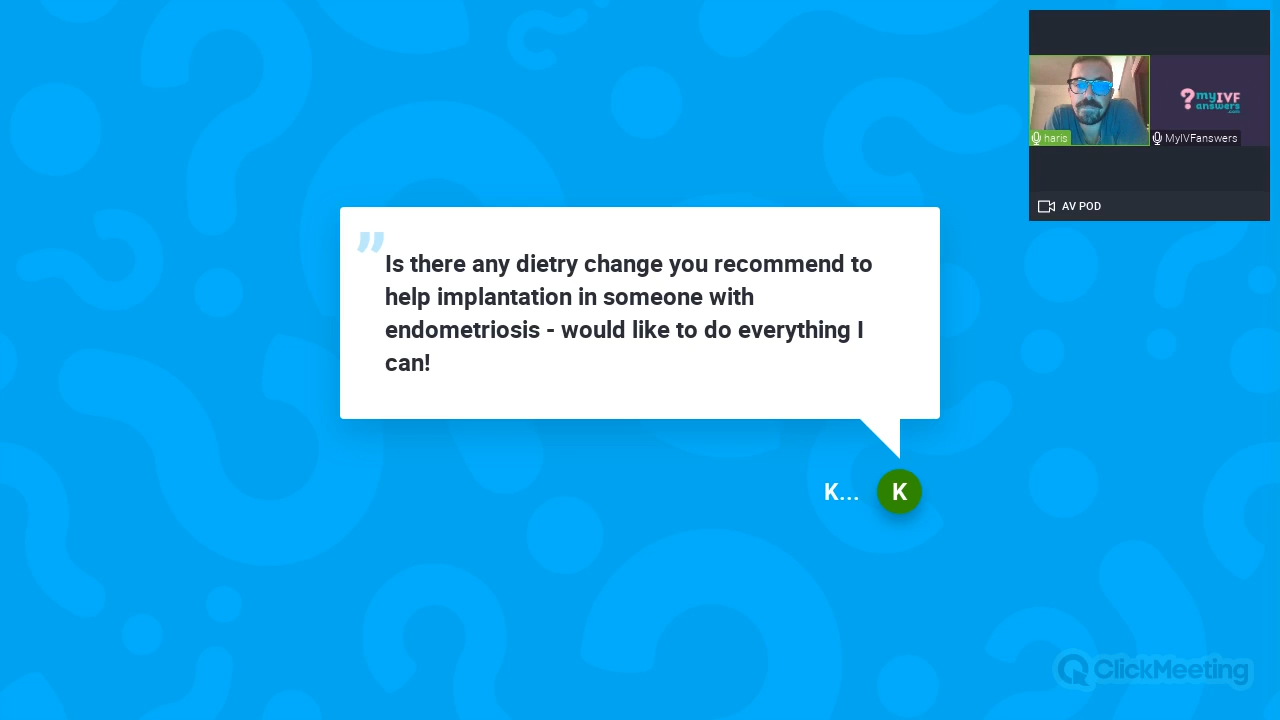 haris
MyIVFanswers
?myIVF
answers
.com
AV POD
" Is there any dietry change you recommend to
help implantation in someone with
endometriosis - would like to do everything I
can!
K...
K
ClickMeeting